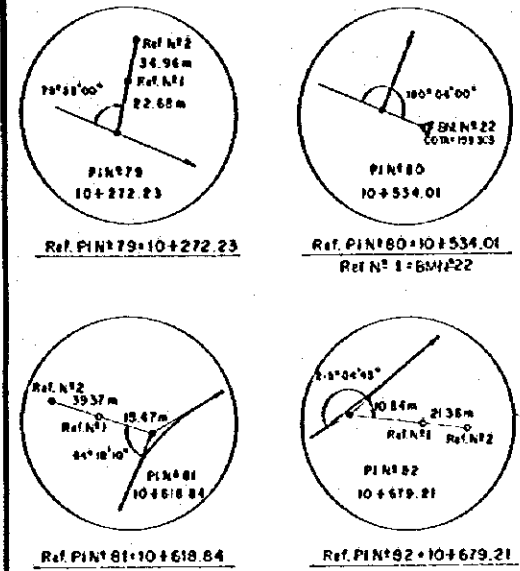 Ref. Nº2
34.96m
Ref. Nº1
22.68m
PI Nº79
10+272.23
Ref. PI Nº79=10+272.23
180°06'00"
BM. Nº22
PI Nº80
10+534.01
Ref. PI Nº80=10+534.01
Ref Nº 1=BM Nº22
Ref. Nº2
39.37m
Ref. Nº1
15.47m
PI Nº81
10+618.84
Ref. PI Nº81=10+618.84
10.84m
21.36m
Ref. Nº1
Ref. Nº2
PI Nº82
10+679.21
Ref. PI Nº82=10+679.21